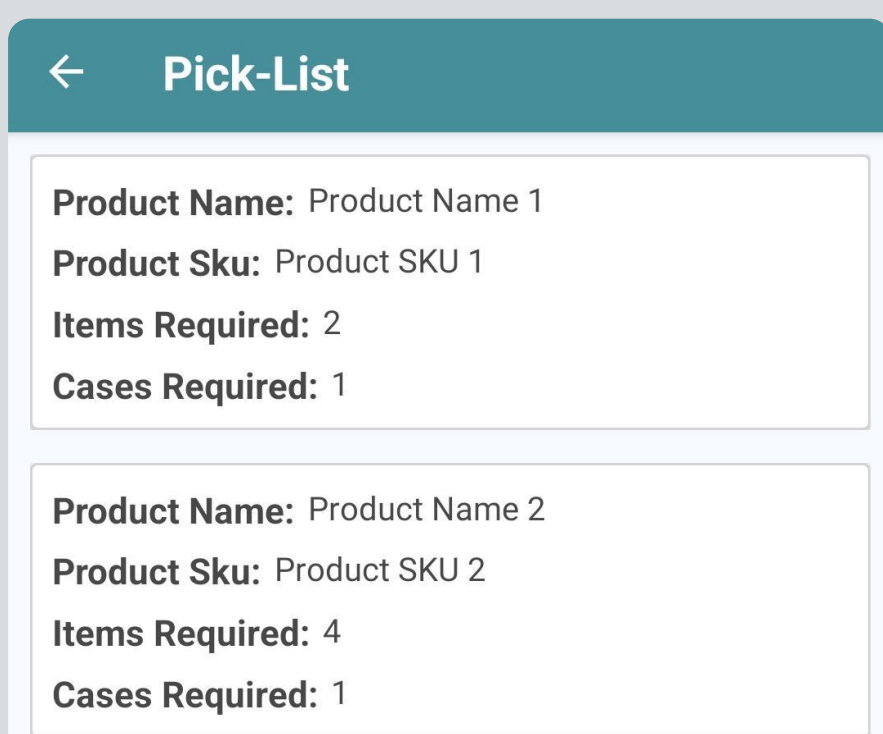 Pick-List
Product Name: Product Name 1
Product Sku: Product SKU 1
Items Required: 2
Cases Required: 1
Product Name: Product Name 2
Product Sku: Product SKU 2
Items Required: 4
Cases Required: 1